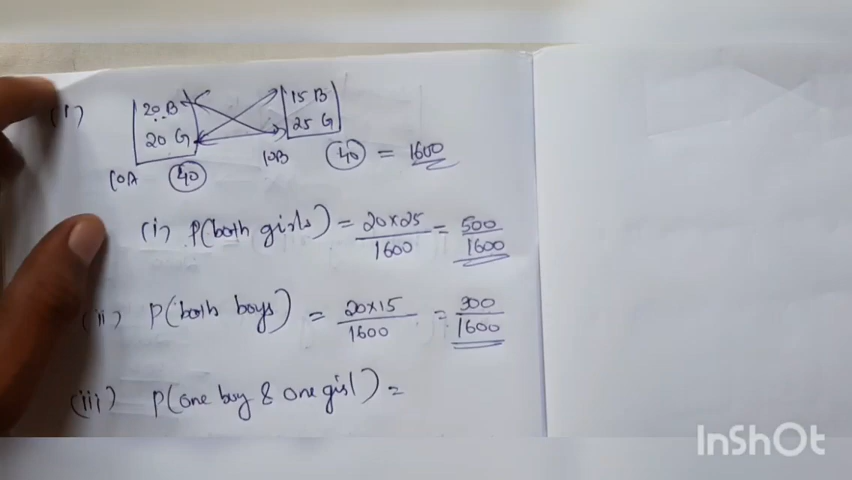 (1)
20 B 15 B
20 G 25 G
10A 40 10B 40 = 1600
(i) P(both girls) = 20×25/1600 = 500/1600
(ii) P(both boys) = 20×15/1600 = 300/1600
(iii) P(one boy & one girl) =
InShOt